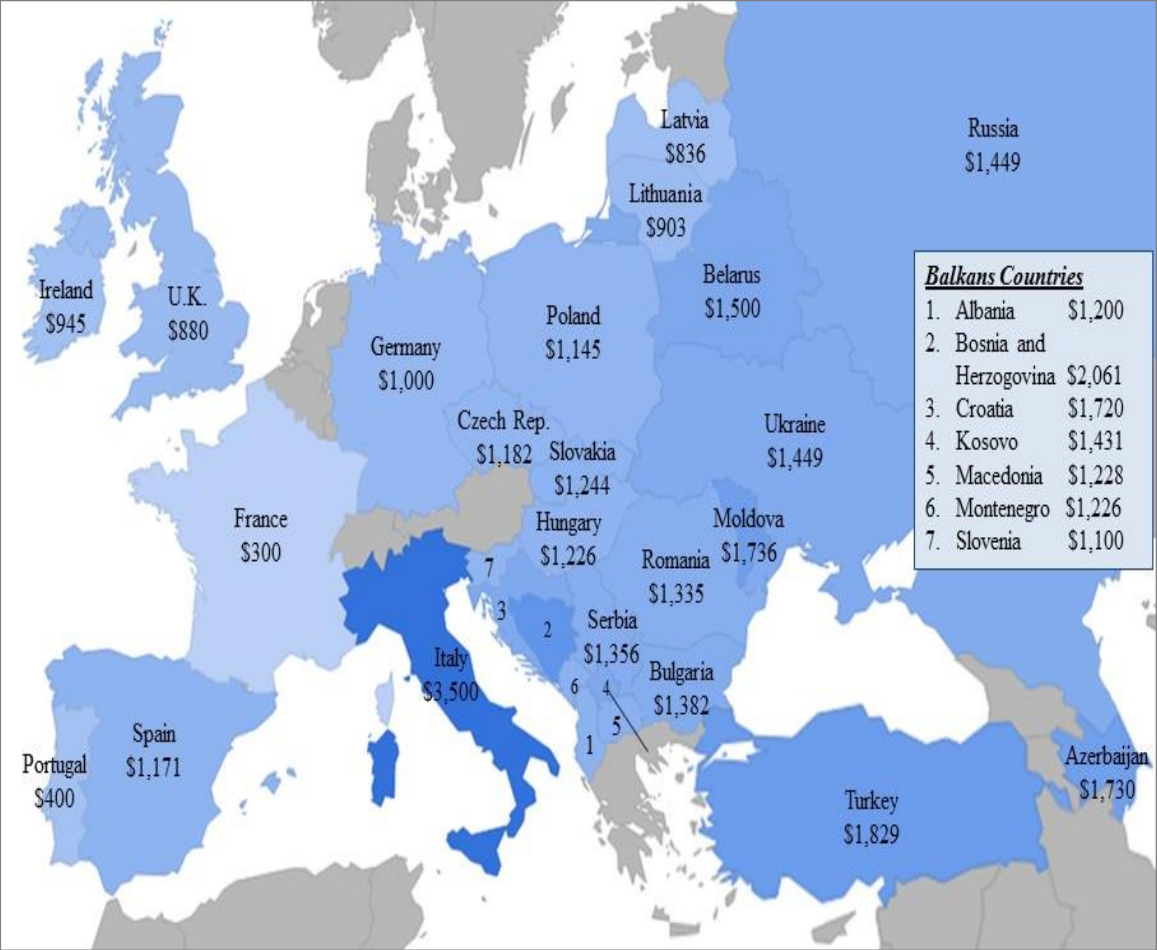 Latvia
$836
Russia
$1,449
Lithuania
$903
Belarus
$1,500
Ireland
$945
U.K.
$880
Poland
$1,145
Germany
$1,000
Czech Rep.
$1,182
Slovakia
$1,244
Ukraine
$1,449
France
$300
Hungary
$1,226
Moldova
$1,736
Romania
$1,335
7
3
2
Serbia
$1,356
Italy
$3,500
6
4
Bulgaria
$1,382
5
1
Spain
$1,171
Portugal
$400
Azerbaijan
$1,730
Turkey
$1,829
Balkans Countries
1. Albania $1,200
2. Bosnia and
Herzogovina $2,061
3. Croatia $1,720
4. Kosovo $1,431
5. Macedonia $1,228
6. Montenegro $1,226
7. Slovenia $1,100